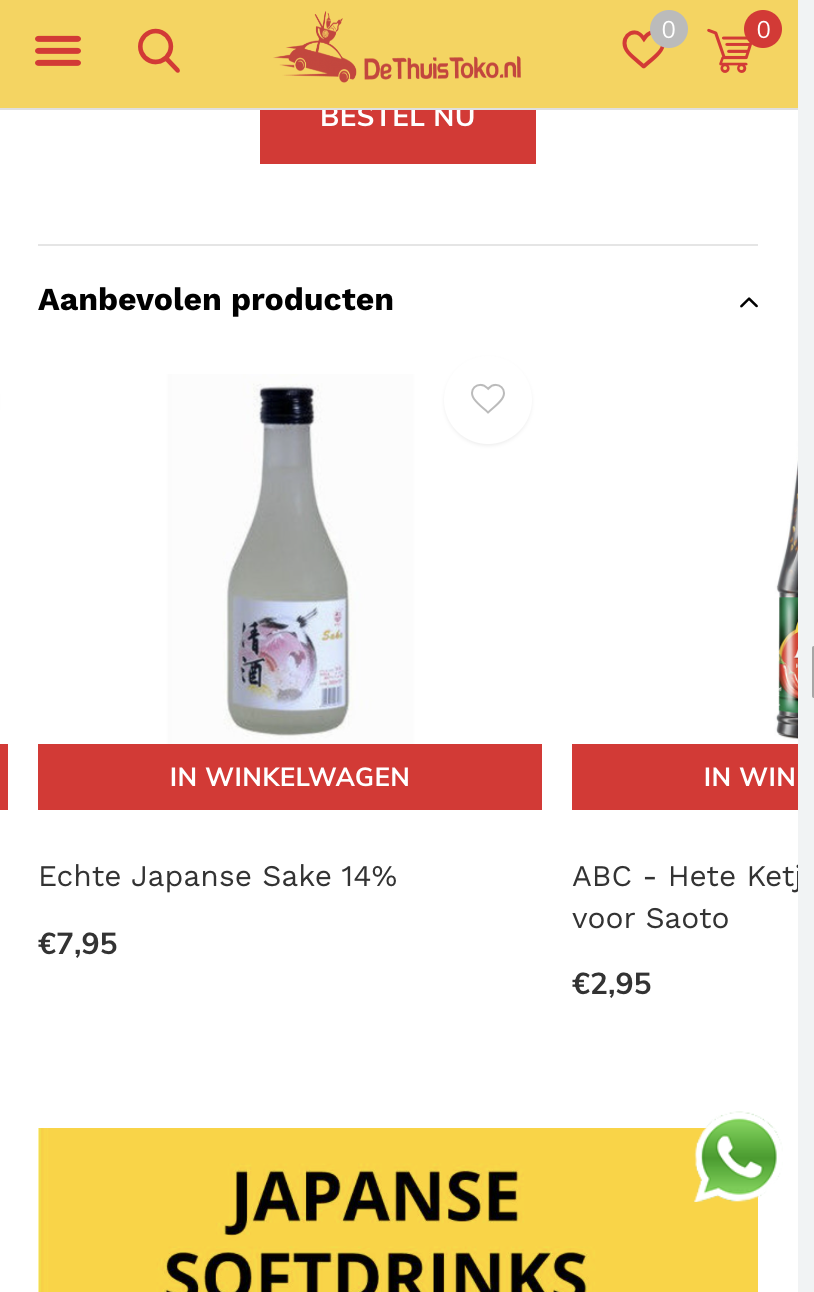 0
0
DeThuisToko.nl
BESTEL NU
Aanbevolen producten
清酒
Sake
IN WINKELWAGEN
IN WIN
Echte Japanse Sake 14%
€7,95
ABC - Hete Ketj
voor Saoto
€2,95
JAPANSE
SOFTDRINKS